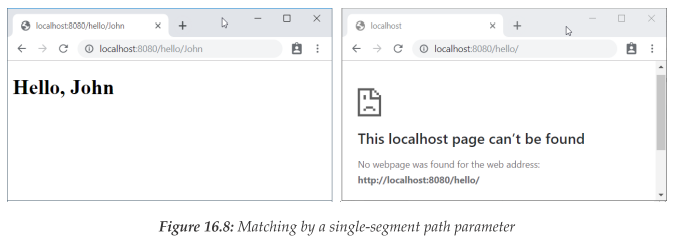 localhost:8080/hello/John
localhost:8080/hello/John
Hello, John
localhost
localhost:8080/hello/
This localhost page can't be found
No webpage was found for the web address:
http://localhost:8080/hello/
Figure 16.8: Matching by a single-segment path parameter